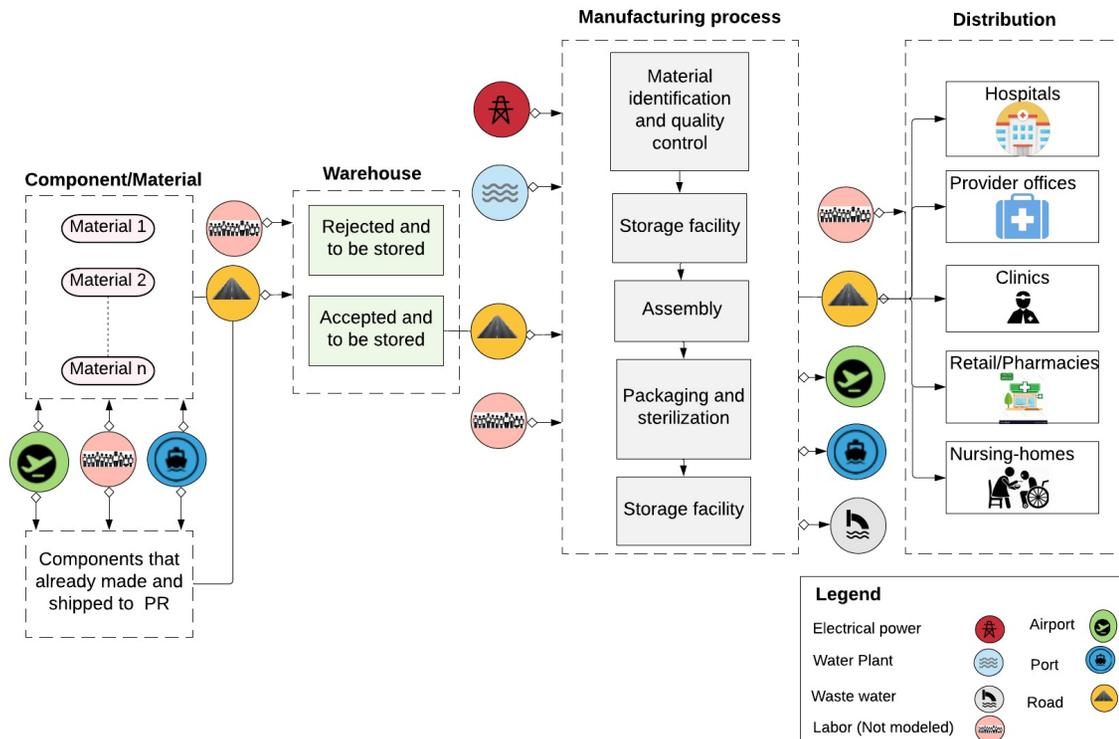 Manufacturing process
Distribution
Component/Material
Material 1
Material 2
Material n
Components that
already made and
shipped to PR
Warehouse
Rejected and
to be stored
Accepted and
to be stored
Material
identification
and quality
control
Storage facility
Assembly
Packaging and
sterilization
Storage facility
Hospitals
Provider offices
Clinics
Retail/Pharmacies
Nursing-homes
Legend
Electrical power
Airport
Water Plant
Port
Waste water
Road
Labor (Not modeled)